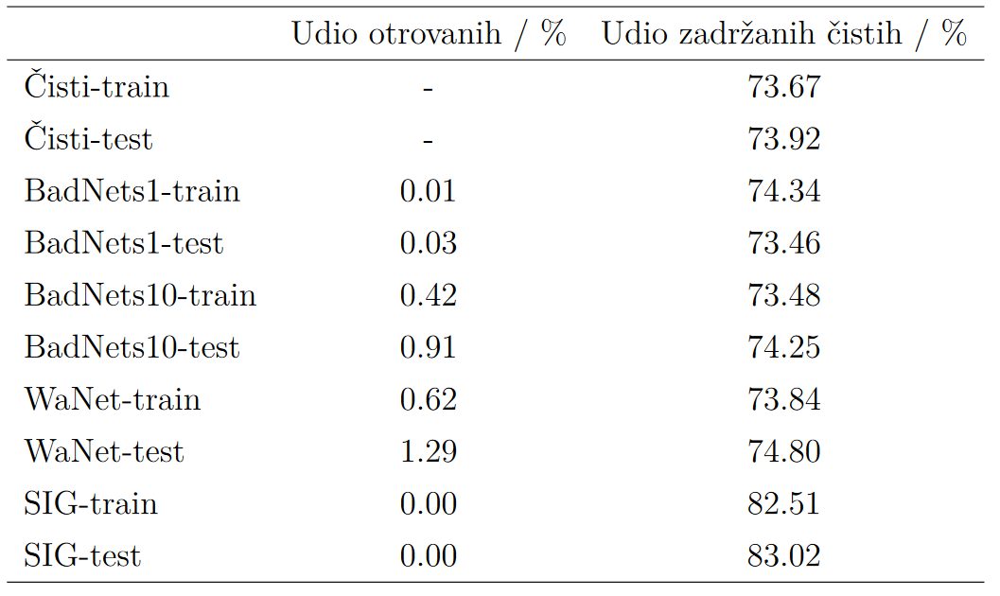 Udio otrovanih / % Udio zadržanih čistih / %
Čisti-train - 73.67
Čisti-test - 73.92
BadNets1-train 0.01 74.34
BadNets1-test 0.03 73.46
BadNets10-train 0.42 73.48
BadNets10-test 0.91 74.25
WaNet-train 0.62 73.84
WaNet-test 1.29 74.80
SIG-train 0.00 82.51
SIG-test 0.00 83.02